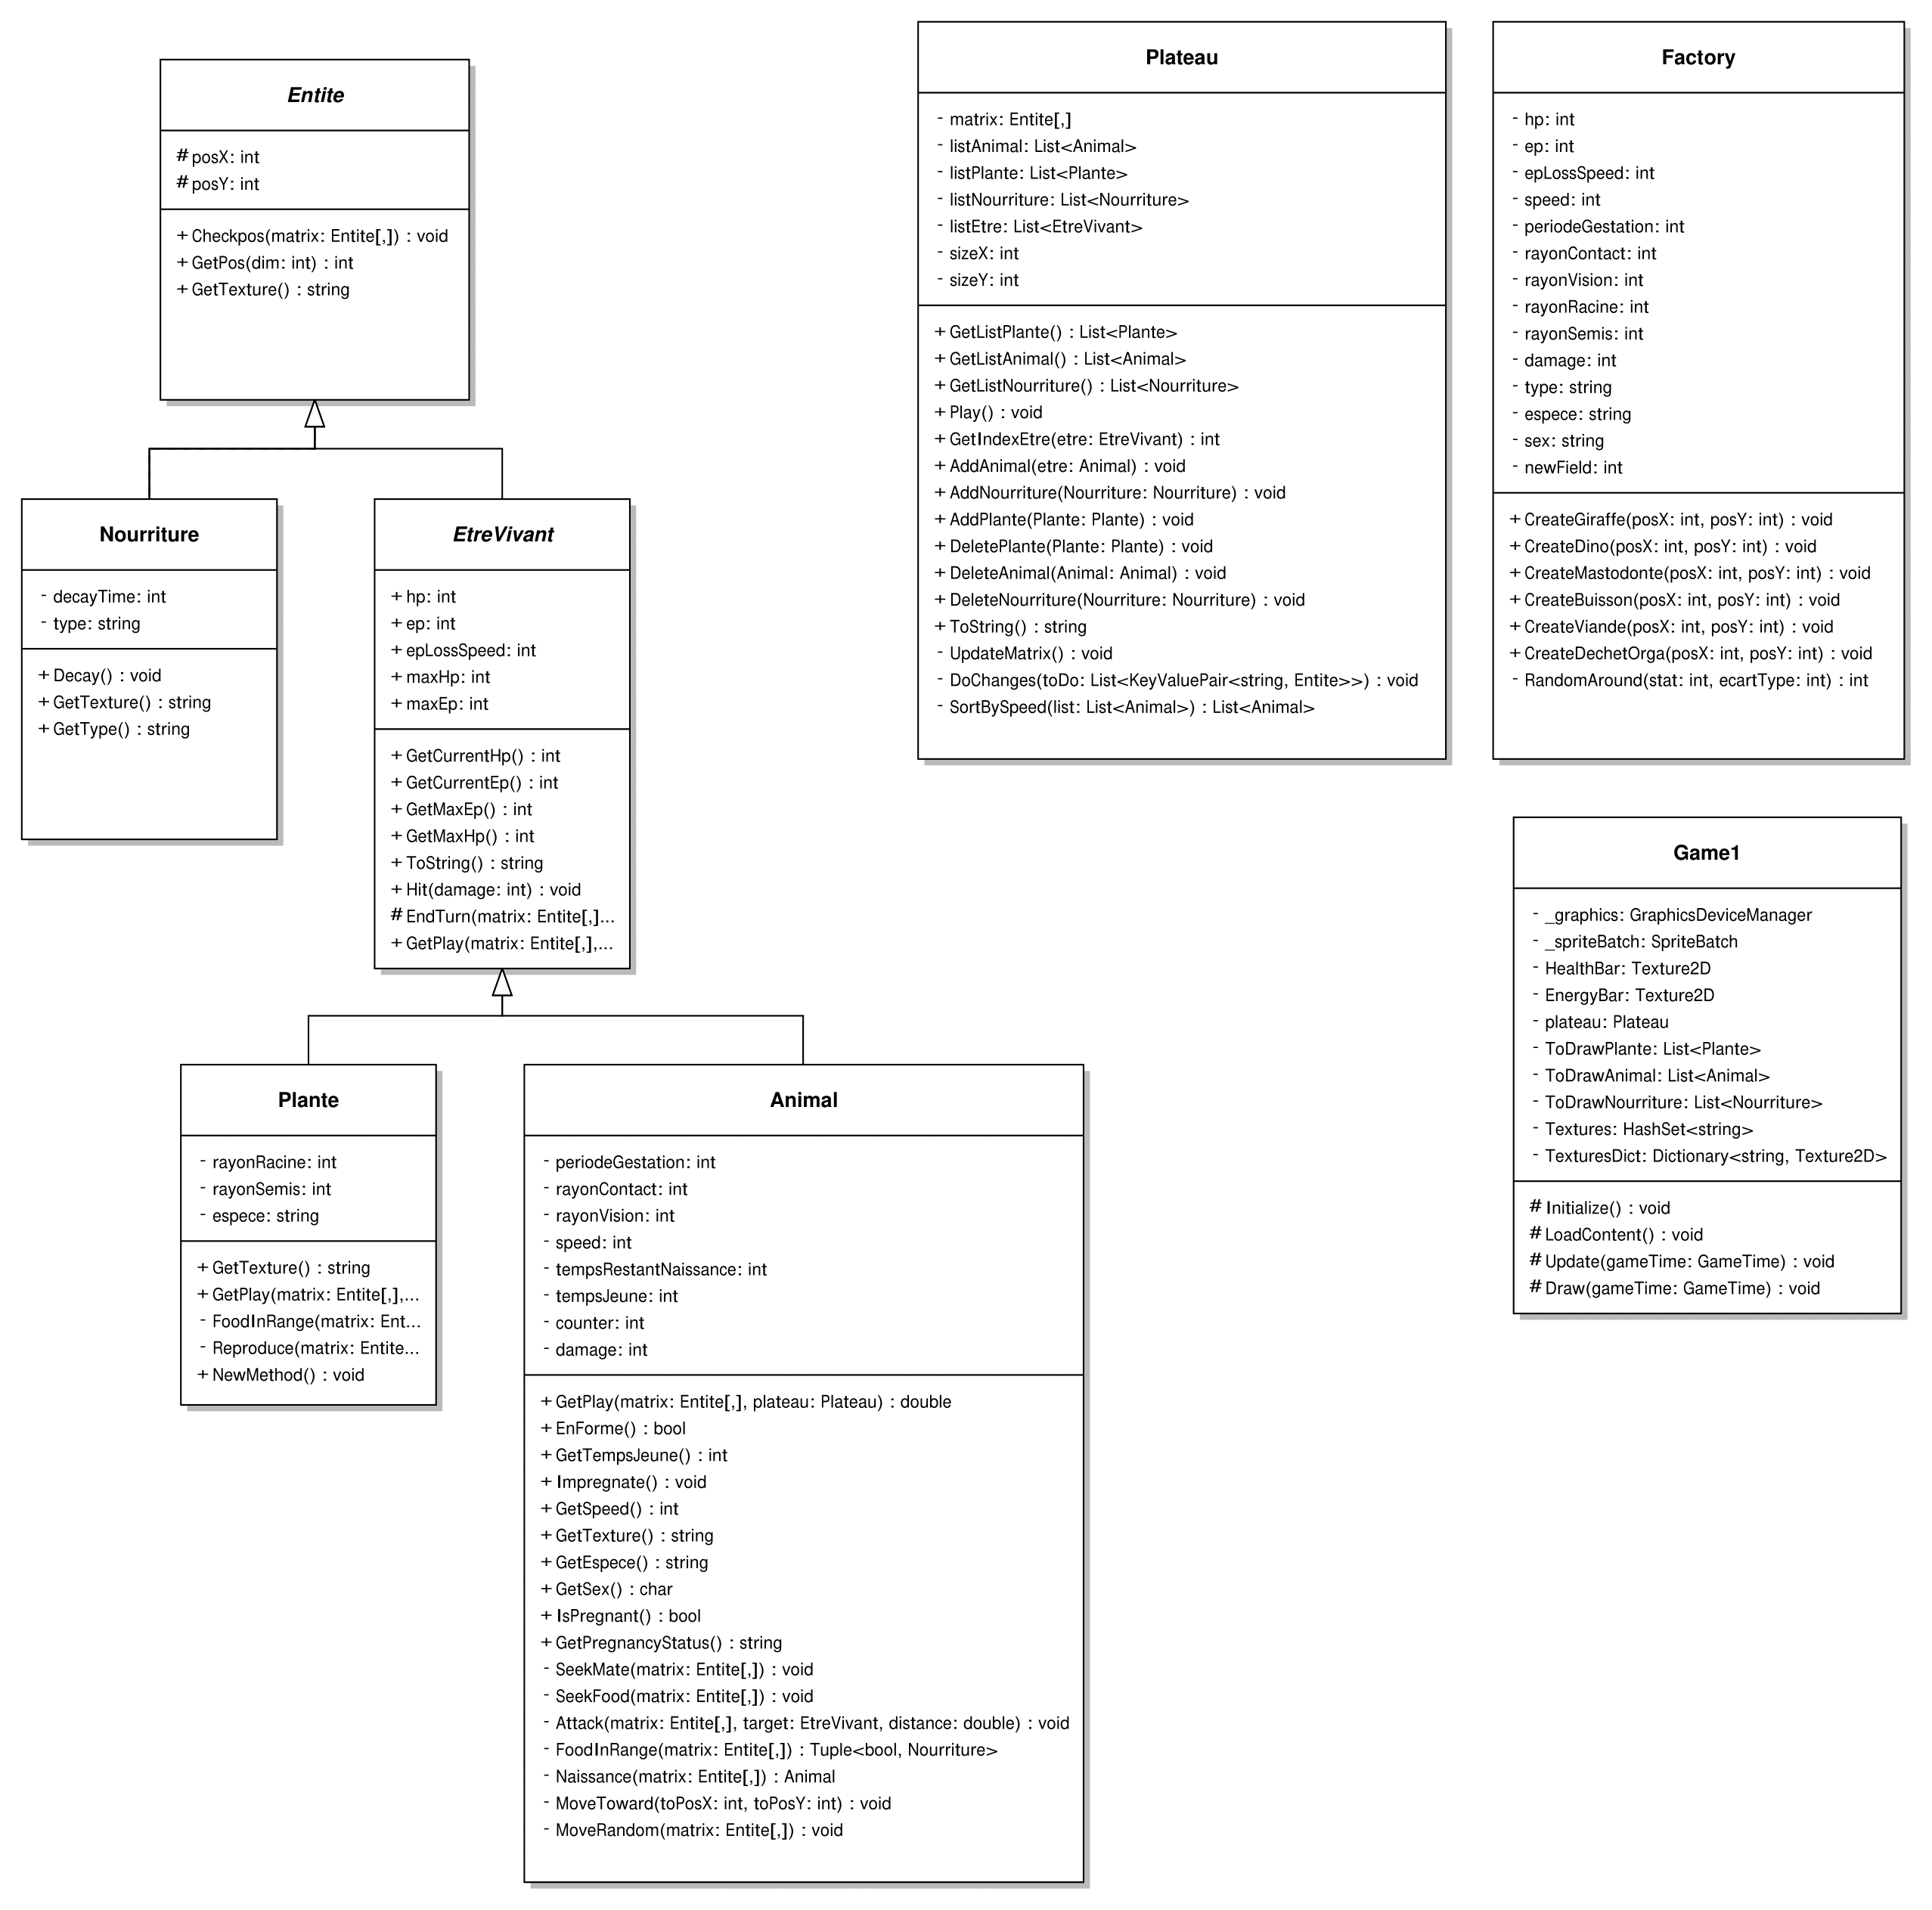 Entite
# posX: int
# posY: int
+ Checkpos(matrix: Entite[,]) : void
+ GetPos(dim: int) : int
+ GetTexture() : string
Nourriture
- decayTime: int
- type: string
+ Decay() : void
+ GetTexture() : string
+ GetType() : string
EtreVivant
+ hp: int
+ ep: int
+ epLossSpeed: int
+ maxHp: int
+ maxEp: int
+ GetCurrentHp() : int
+ GetCurrentEp() : int
+ GetMaxEp() : int
+ GetMaxHp() : int
+ ToString() : string
+ Hit(damage: int) : void
# EndTurn(matrix: Entite[,]...
+ GetPlay(matrix: Entite[,],...
Plante
- rayonRacine: int
- rayonSemis: int
- espece: string
+ GetTexture() : string
+ GetPlay(matrix: Entite[,],...
- FoodInRange(matrix: Ent...
- Reproduce(matrix: Entite...
+ NewMethod() : void
Animal
- periodeGestation: int
- rayonContact: int
- rayonVision: int
- speed: int
- tempsRestantNaissance: int
- tempsJeune: int
- counter: int
- damage: int
+ GetPlay(matrix: Entite[,], plateau: Plateau) : double
+ EnForme() : bool
+ GetTempsJeune() : int
+ Impregnate() : void
+ GetSpeed() : int
+ GetTexture() : string
+ GetEspece() : string
+ GetSex() : char
+ IsPregnant() : bool
+ GetPregnancyStatus() : string
- SeekMate(matrix: Entite[,]) : void
- SeekFood(matrix: Entite[,]) : void
- Attack(matrix: Entite[,], target: EtreVivant, distance: double) : void
- FoodInRange(matrix: Entite[,]) : Tuple<bool, Nourriture>
- Naissance(matrix: Entite[,]) : Animal
- MoveToward(toPosX: int, toPosY: int) : void
- MoveRandom(matrix: Entite[,]) : void
Plateau
- matrix: Entite[,]
- listAnimal: List<Animal>
- listPlante: List<Plante>
- listNourriture: List<Nourriture>
- listEtre: List<EtreVivant>
- sizeX: int
- sizeY: int
+ GetListPlante() : List<Plante>
+ GetListAnimal() : List<Animal>
+ GetListNourriture() : List<Nourriture>
+ Play() : void
+ GetIndexEtre(etre: EtreVivant) : int
+ AddAnimal(etre: Animal) : void
+ AddNourriture(Nourriture: Nourriture) : void
+ AddPlante(Plante: Plante) : void
+ DeletePlante(Plante: Plante) : void
+ DeleteAnimal(Animal: Animal) : void
+ DeleteNourriture(Nourriture: Nourriture) : void
+ ToString() : string
- UpdateMatrix() : void
- DoChanges(toDo: List<KeyValuePair<string, Entite>>) : void
- SortBySpeed(list: List<Animal>) : List<Animal>
Factory
- hp: int
- ep: int
- epLossSpeed: int
- speed: int
- periodeGestation: int
- rayonContact: int
- rayonVision: int
- rayonRacine: int
- rayonSemis: int
- damage: int
- type: string
- espece: string
- sex: string
- newField: int
+ CreateGiraffe(posX: int, posY: int) : void
+ CreateDino(posX: int, posY: int) : void
+ CreateMastodonte(posX: int, posY: int) : void
+ CreateBuisson(posX: int, posY: int) : void
+ CreateViande(posX: int, posY: int) : void
+ CreateDechetOrga(posX: int, posY: int) : void
- RandomAround(stat: int, ecartType: int) : int
Game1
- _graphics: GraphicsDeviceManager
- _spriteBatch: SpriteBatch
- HealthBar: Texture2D
- EnergyBar: Texture2D
- plateau: Plateau
- ToDrawPlante: List<Plante>
- ToDrawAnimal: List<Animal>
- ToDrawNourriture: List<Nourriture>
- Textures: HashSet<string>
- TexturesDict: Dictionary<string, Texture2D>
# Initialize() : void
# LoadContent() : void
# Update(gameTime: GameTime) : void
# Draw(gameTime: GameTime) : void